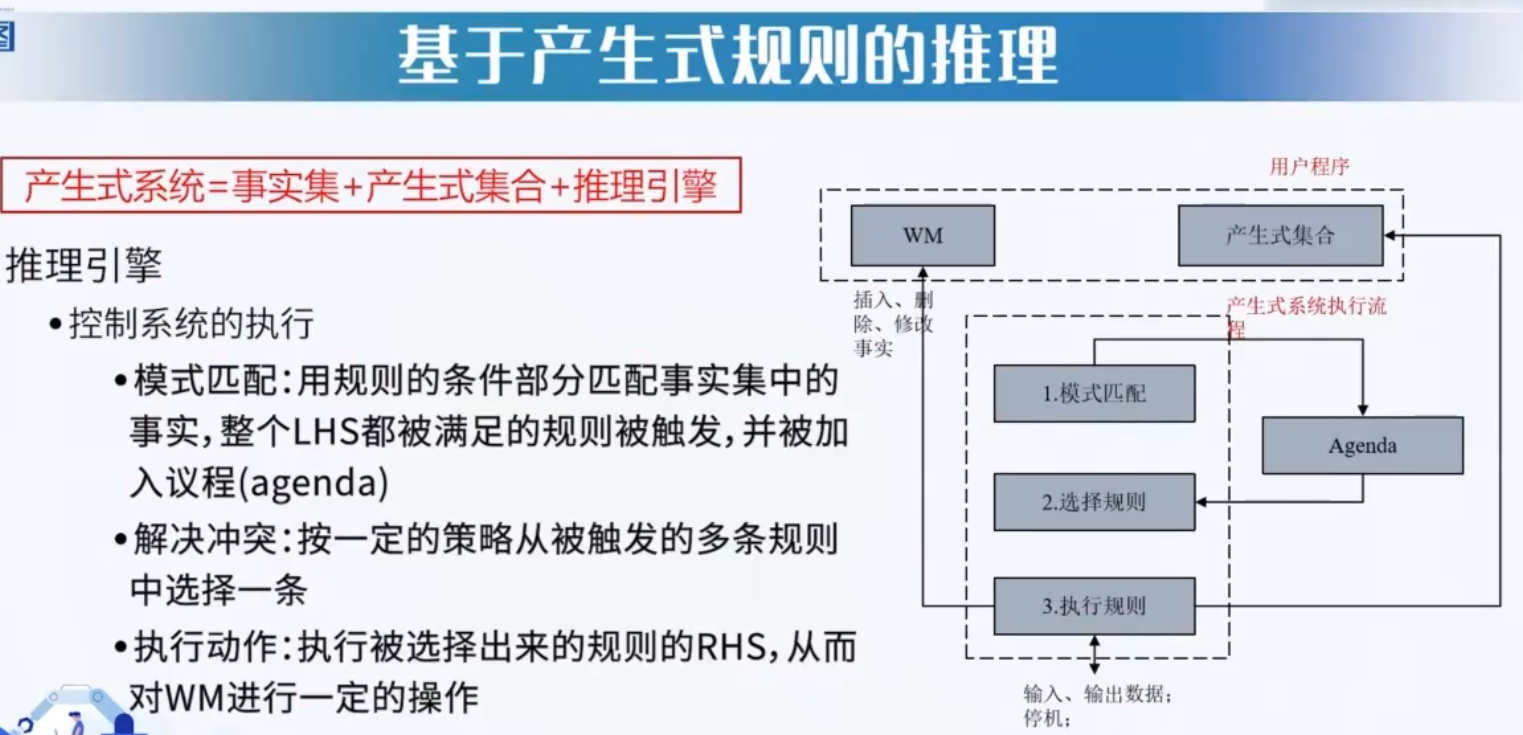 基于产生式规则的推理
产生式系统=事实集+产生式集合+推理引擎
推理引擎
•控制系统的执行
•模式匹配:用规则的条件部分匹配事实集中的
事实,整个LHS都被满足的规则被触发,并被加
入议程(agenda)
•解决冲突:按一定的策略从被触发的多条规则
中选择一条
•执行动作:执行被选择出来的规则的RHS,从而
对WM进行一定的操作
用户程序
WM
产生式集合
插入、删
除、修改
事实
产生式系统执行流
程
1.模式匹配
Agenda
2.选择规则
3.执行规则
输入、输出数据;
停机;